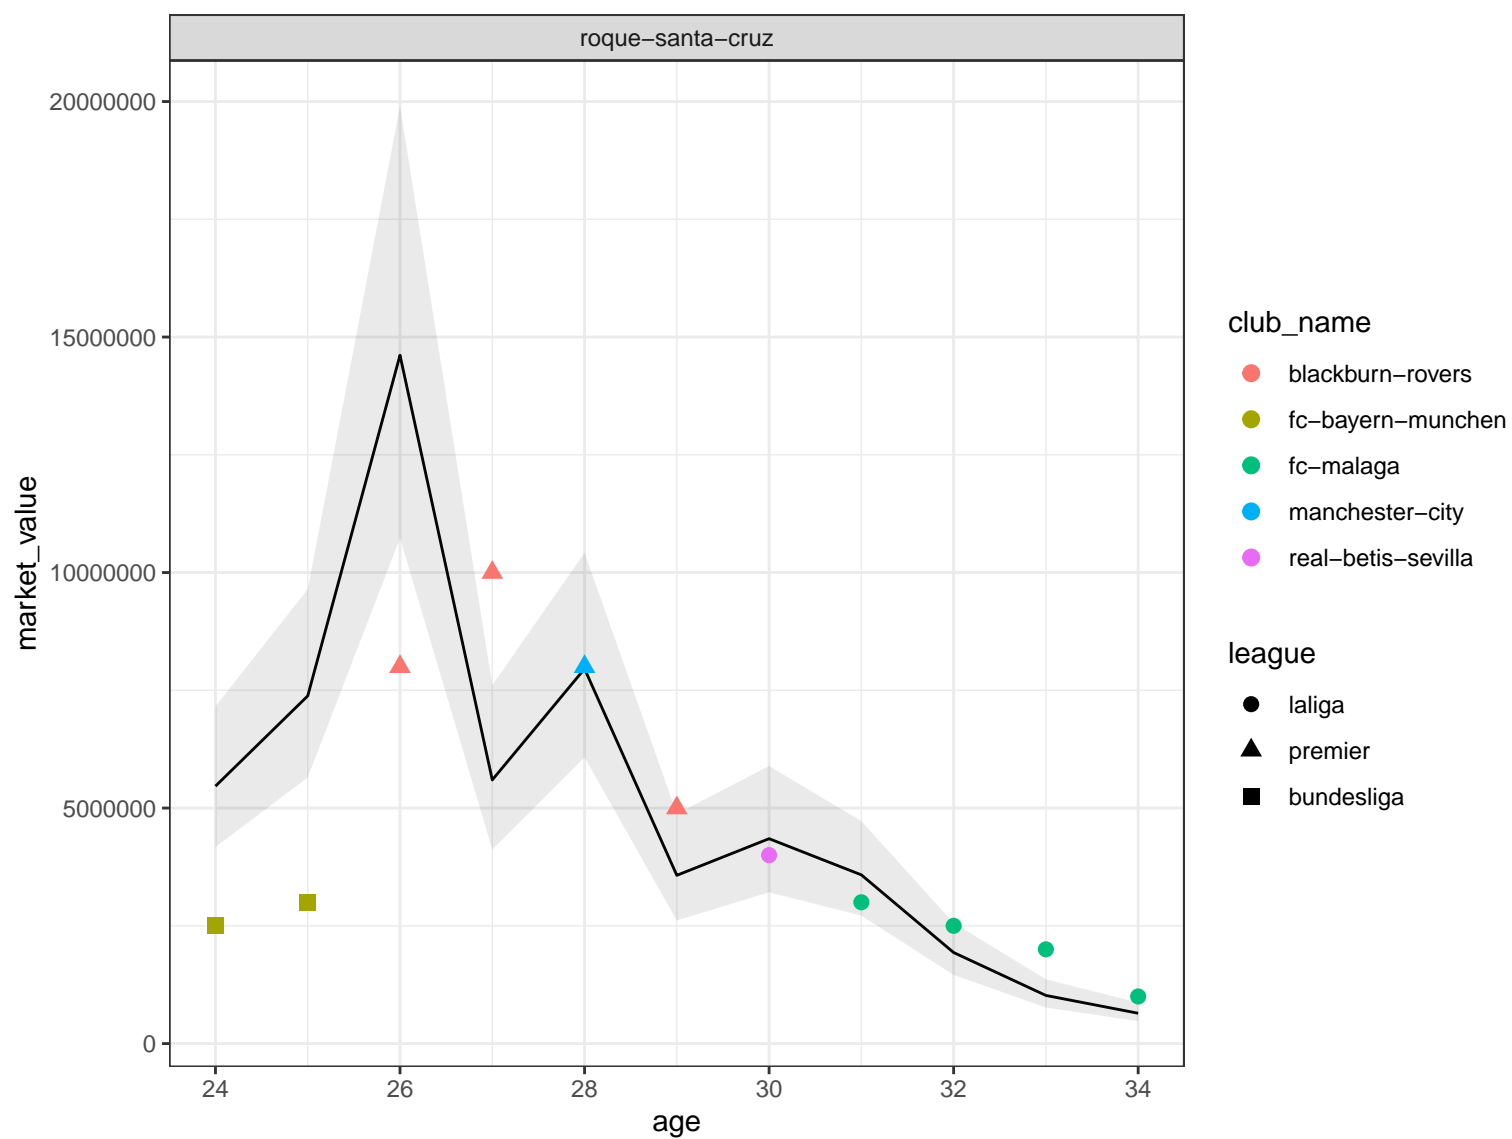 roque−santa−cruz
20000000
15000000
10000000
5000000
0
market_value
24 26 28 30 32 34
age
club_name
blackburn−rovers
fc−bayern−munchen
fc−malaga
manchester−city
real−betis−sevilla
league
laliga
premier
bundesliga